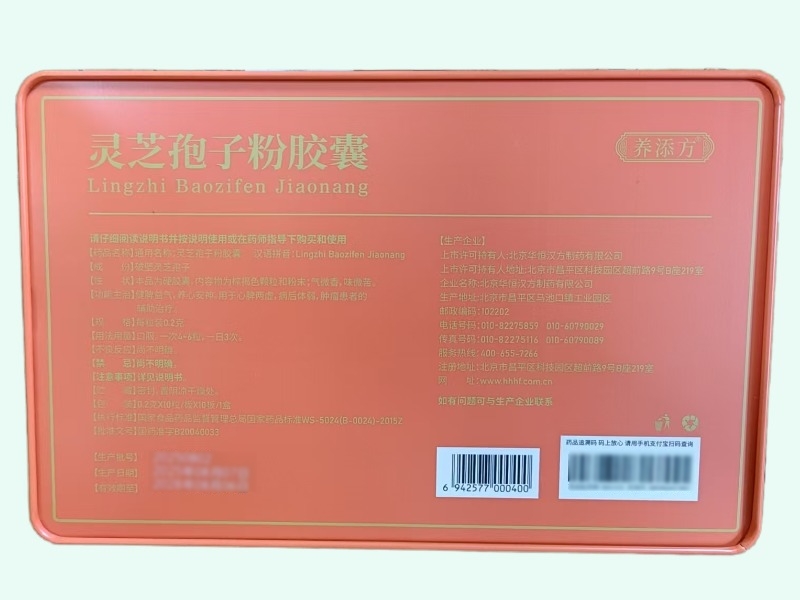 灵芝孢子粉胶囊
Lingzhi Baozifen Jiaonang
养添方
请仔细阅读说明书并按说明使用或在药师指导下购买和使用
【药品名称】通用名称:灵芝孢子粉胶囊 汉语拼音:Lingzhi Baozifen Jiaonang
【成 份】破壁灵芝孢子
【性 状】本品为硬胶囊,内容物为棕褐色颗粒和粉末;气微香,味微苦。
【功能主治】健脾益气,养心安神。用于心脾两虚,病后体弱,肿瘤患者的
辅助治疗。
【规 格】每粒装0.2克
【用法用量】口服,一次4-6粒,一日3次。
【不良反应】尚不明确。
【禁 忌】尚不明确。
【注意事项】详见说明书。
【贮 藏】密封,置阴凉干燥处。
【包 装】0.2克X10粒/板X10板/1盒
【执行标准】国家食品药品监督管理总局国家药品标准WS-5024(B-0024)-2015Z
【批准文号】国药准字B20060031
【生产批号】
【生产日期】
【有效期至】
【生产企业】
上市许可持有人:北京华恒汉方制药有限公司
上市许可持有人地址:北京市昌平区科技园区超前路9号B座219室
企业名称:北京华恒汉方制药有限公司
生产地址:北京市昌平区马池口镇工业园区
邮政编码:102202
电话号码:010-82275859 010-60790029
传真号码:010-82275116 010-60790089
服务热线:400-655-7266
注册地址:北京市昌平区科技园区超前路9号B座219室
网 址:www.hhhf.com.cn
如有问题可与生产企业联系
药品追溯码 码上放心 请用手机支付宝扫码查询
6 942577 000400